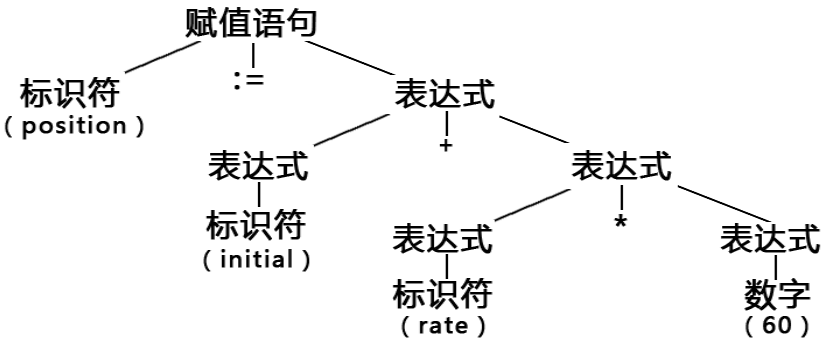 赋值语句
:=
标识符
(position)
表达式
+
表达式
标识符
(initial)
表达式
*
表达式
标识符
(rate)
表达式
数字
(60)